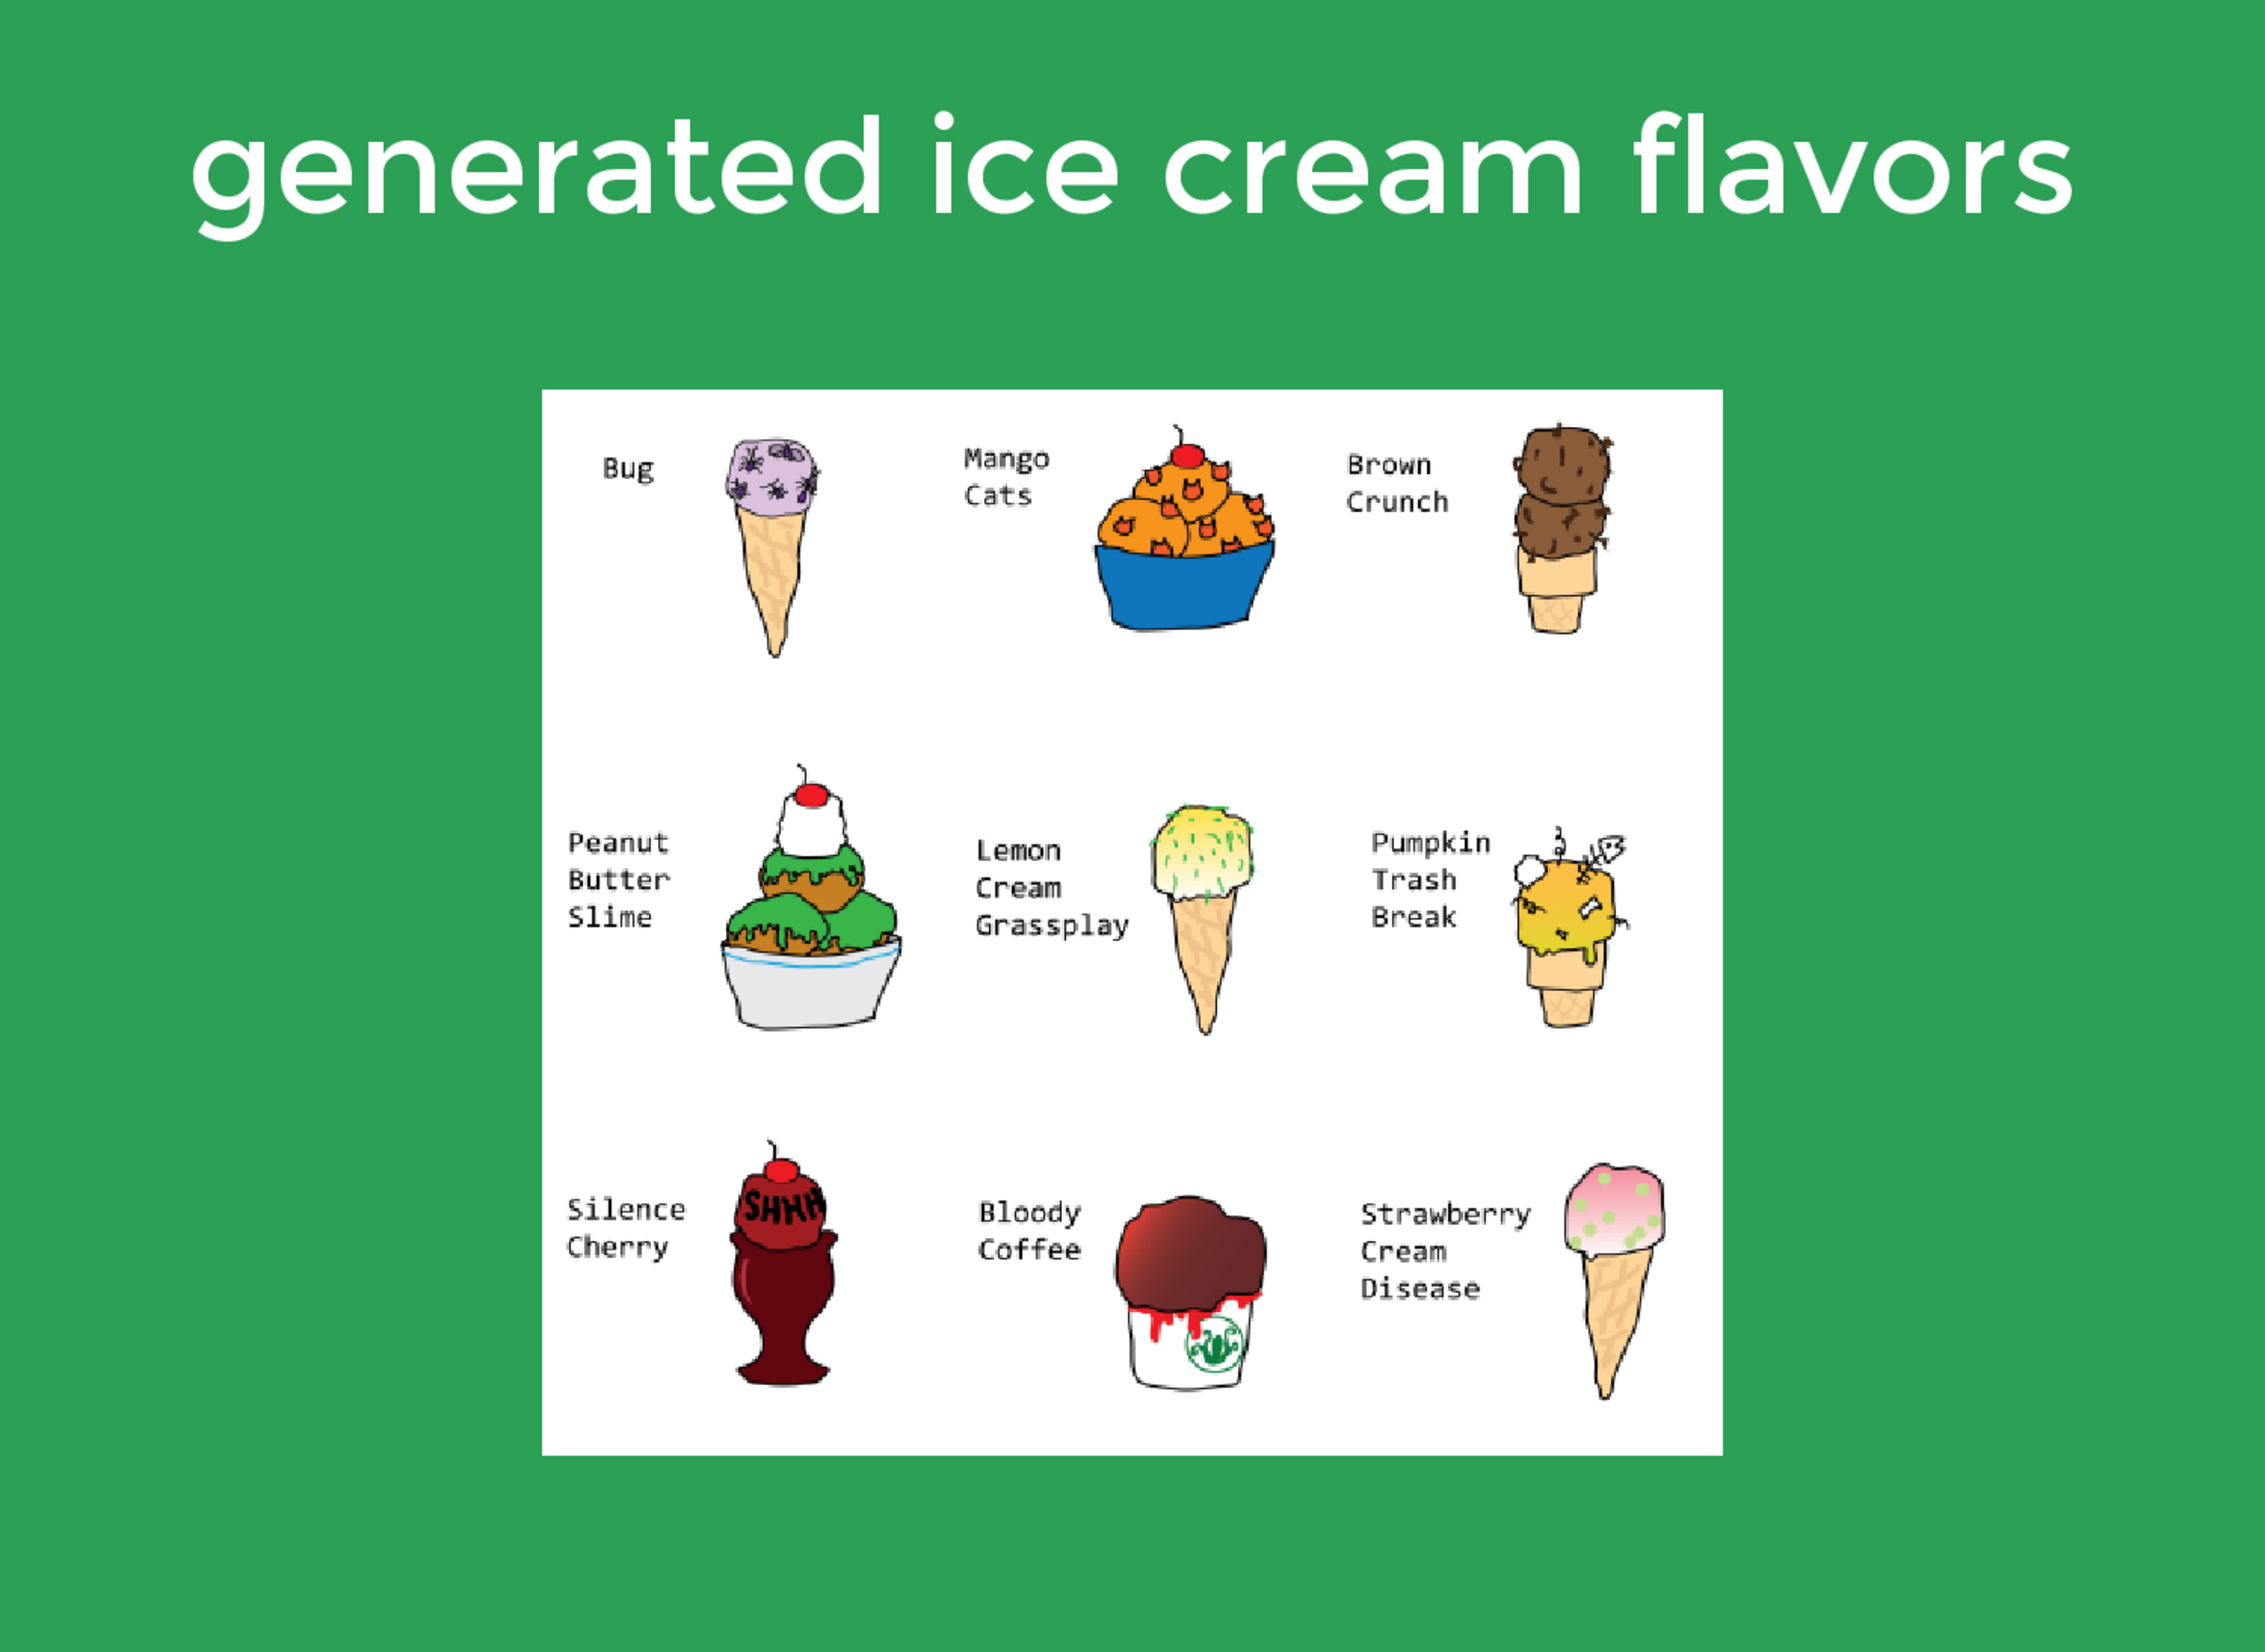 generated ice cream flavors
Bug
Mango
Cats
Brown
Crunch
Peanut
Butter
Slime
Lemon
Cream
Grassplay
Pumpkin
Trash
Break
Silence
Cherry
SHHH
Bloody
Coffee
Strawberry
Cream
Disease